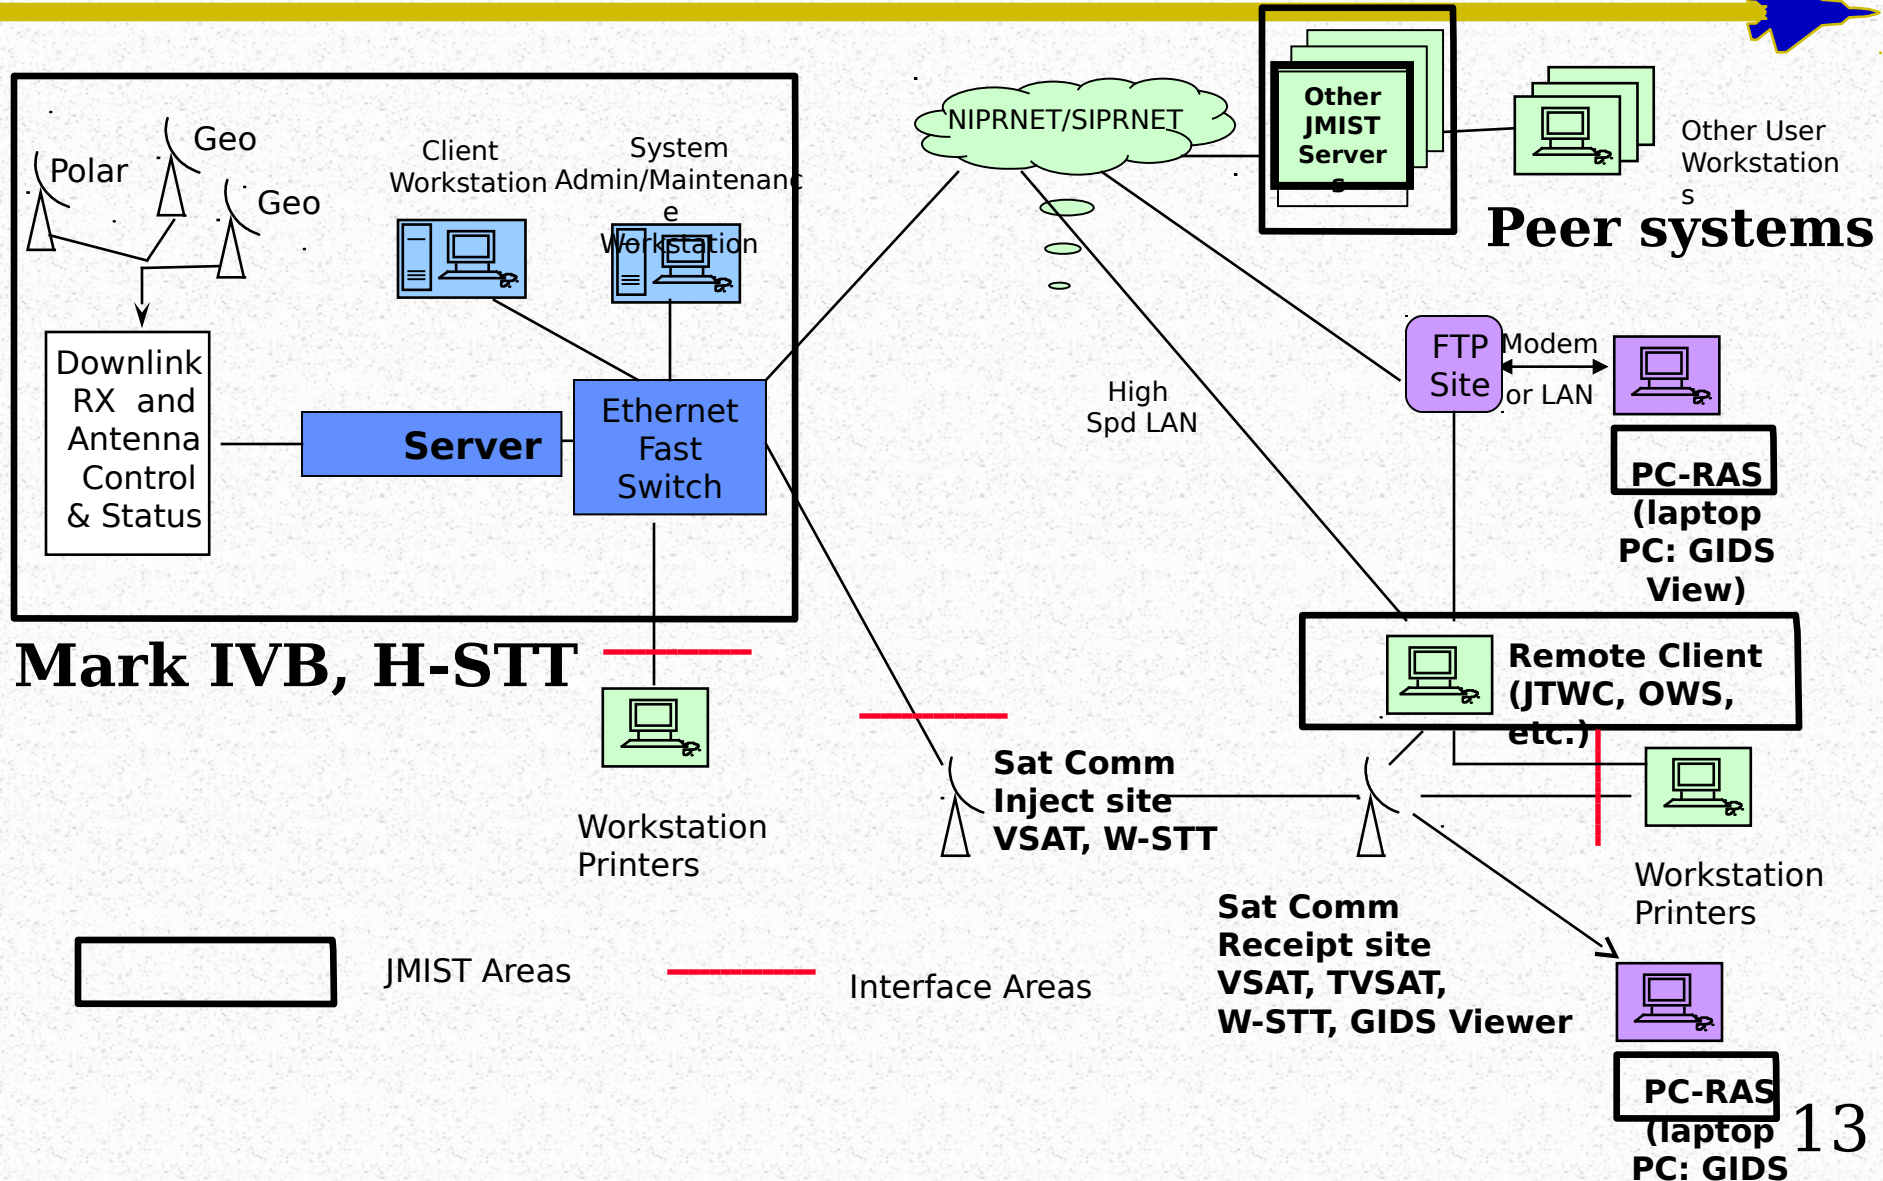 NIPRNET/SIPRNET
Other
JMIST
Server
s
Other User
Workstation
s
Peer systems
Geo
Polar
Geo
Client
Workstation
System
Admin/Maintenanc
e
Workstation
Downlink
RX and
Antenna
Control
& Status
Server
Ethernet
Fast
Switch
High
Spd LAN
FTP
Site
Modem
or LAN
PC-RAS
(laptop
PC: GIDS
View)
Mark IVB, H-STT
Remote Client
(JTWC, OWS,
etc.)
Workstation
Printers
Sat Comm
Inject site
VSAT, W-STT
Workstation
Printers
Sat Comm
Receipt site
VSAT, TVSAT,
W-STT, GIDS Viewer
JMIST Areas
Interface Areas
PC-RAS
(laptop
PC: GIDS
13